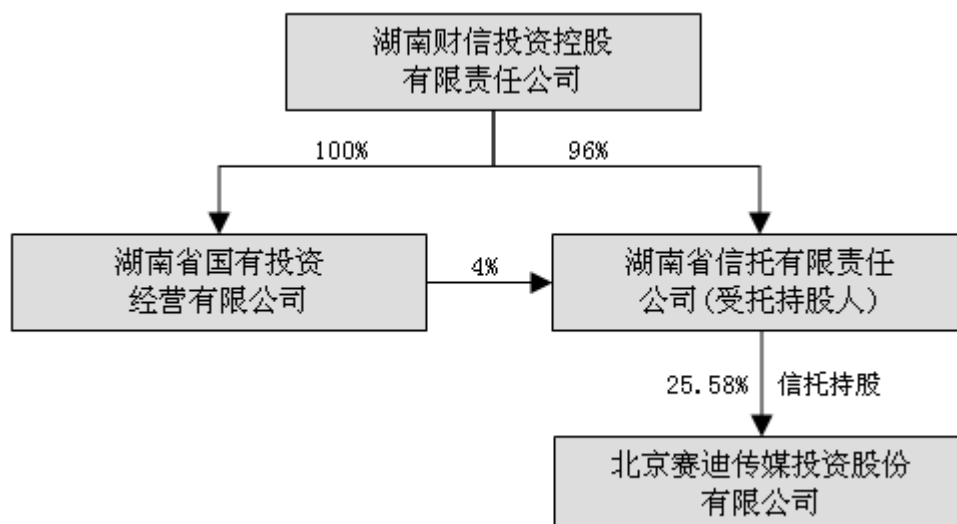 湖南财信投资控股
有限责任公司
100%
96%
湖南省国有投资
经营有限公司
4%
湖南省信托有限责任
公司(受托持股人)
25.58% 信托持股
北京赛迪传媒投资股份
有限公司